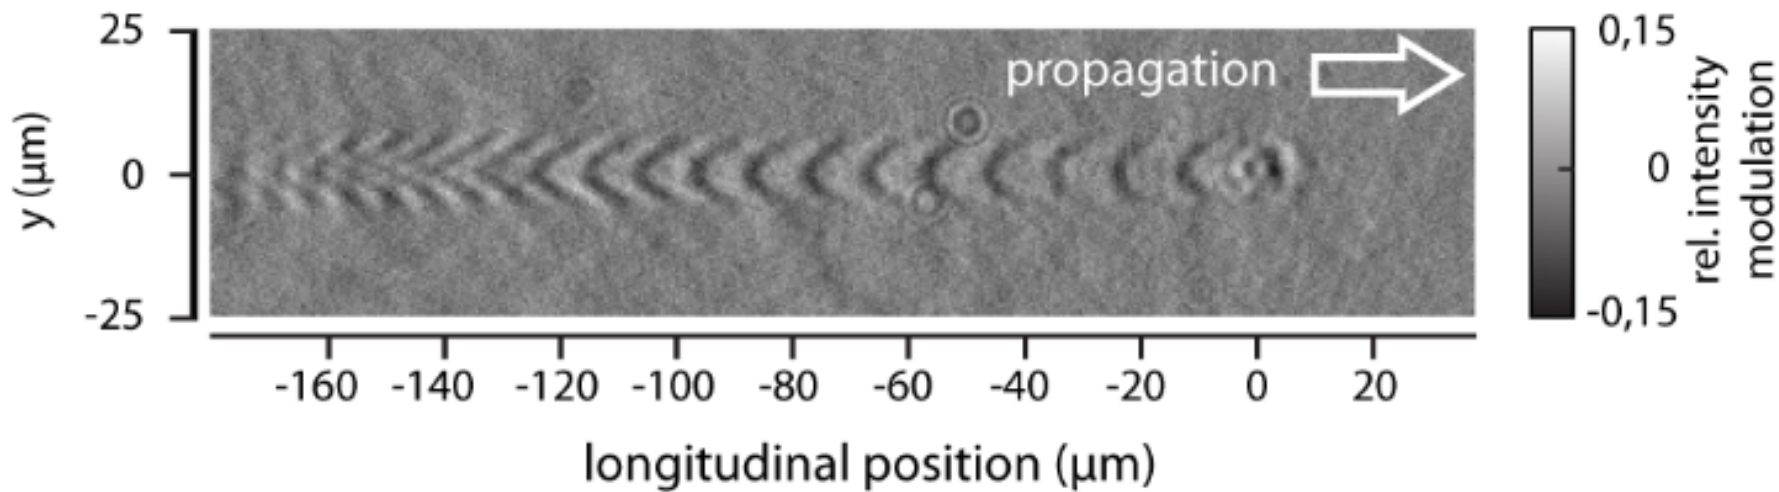 25
0
-25
y (µm)
propagation
0,15
0
-0,15
rel. intensity
modulation
-160 -140 -120 -100 -80 -60 -40 -20 0 20
longitudinal position (µm)